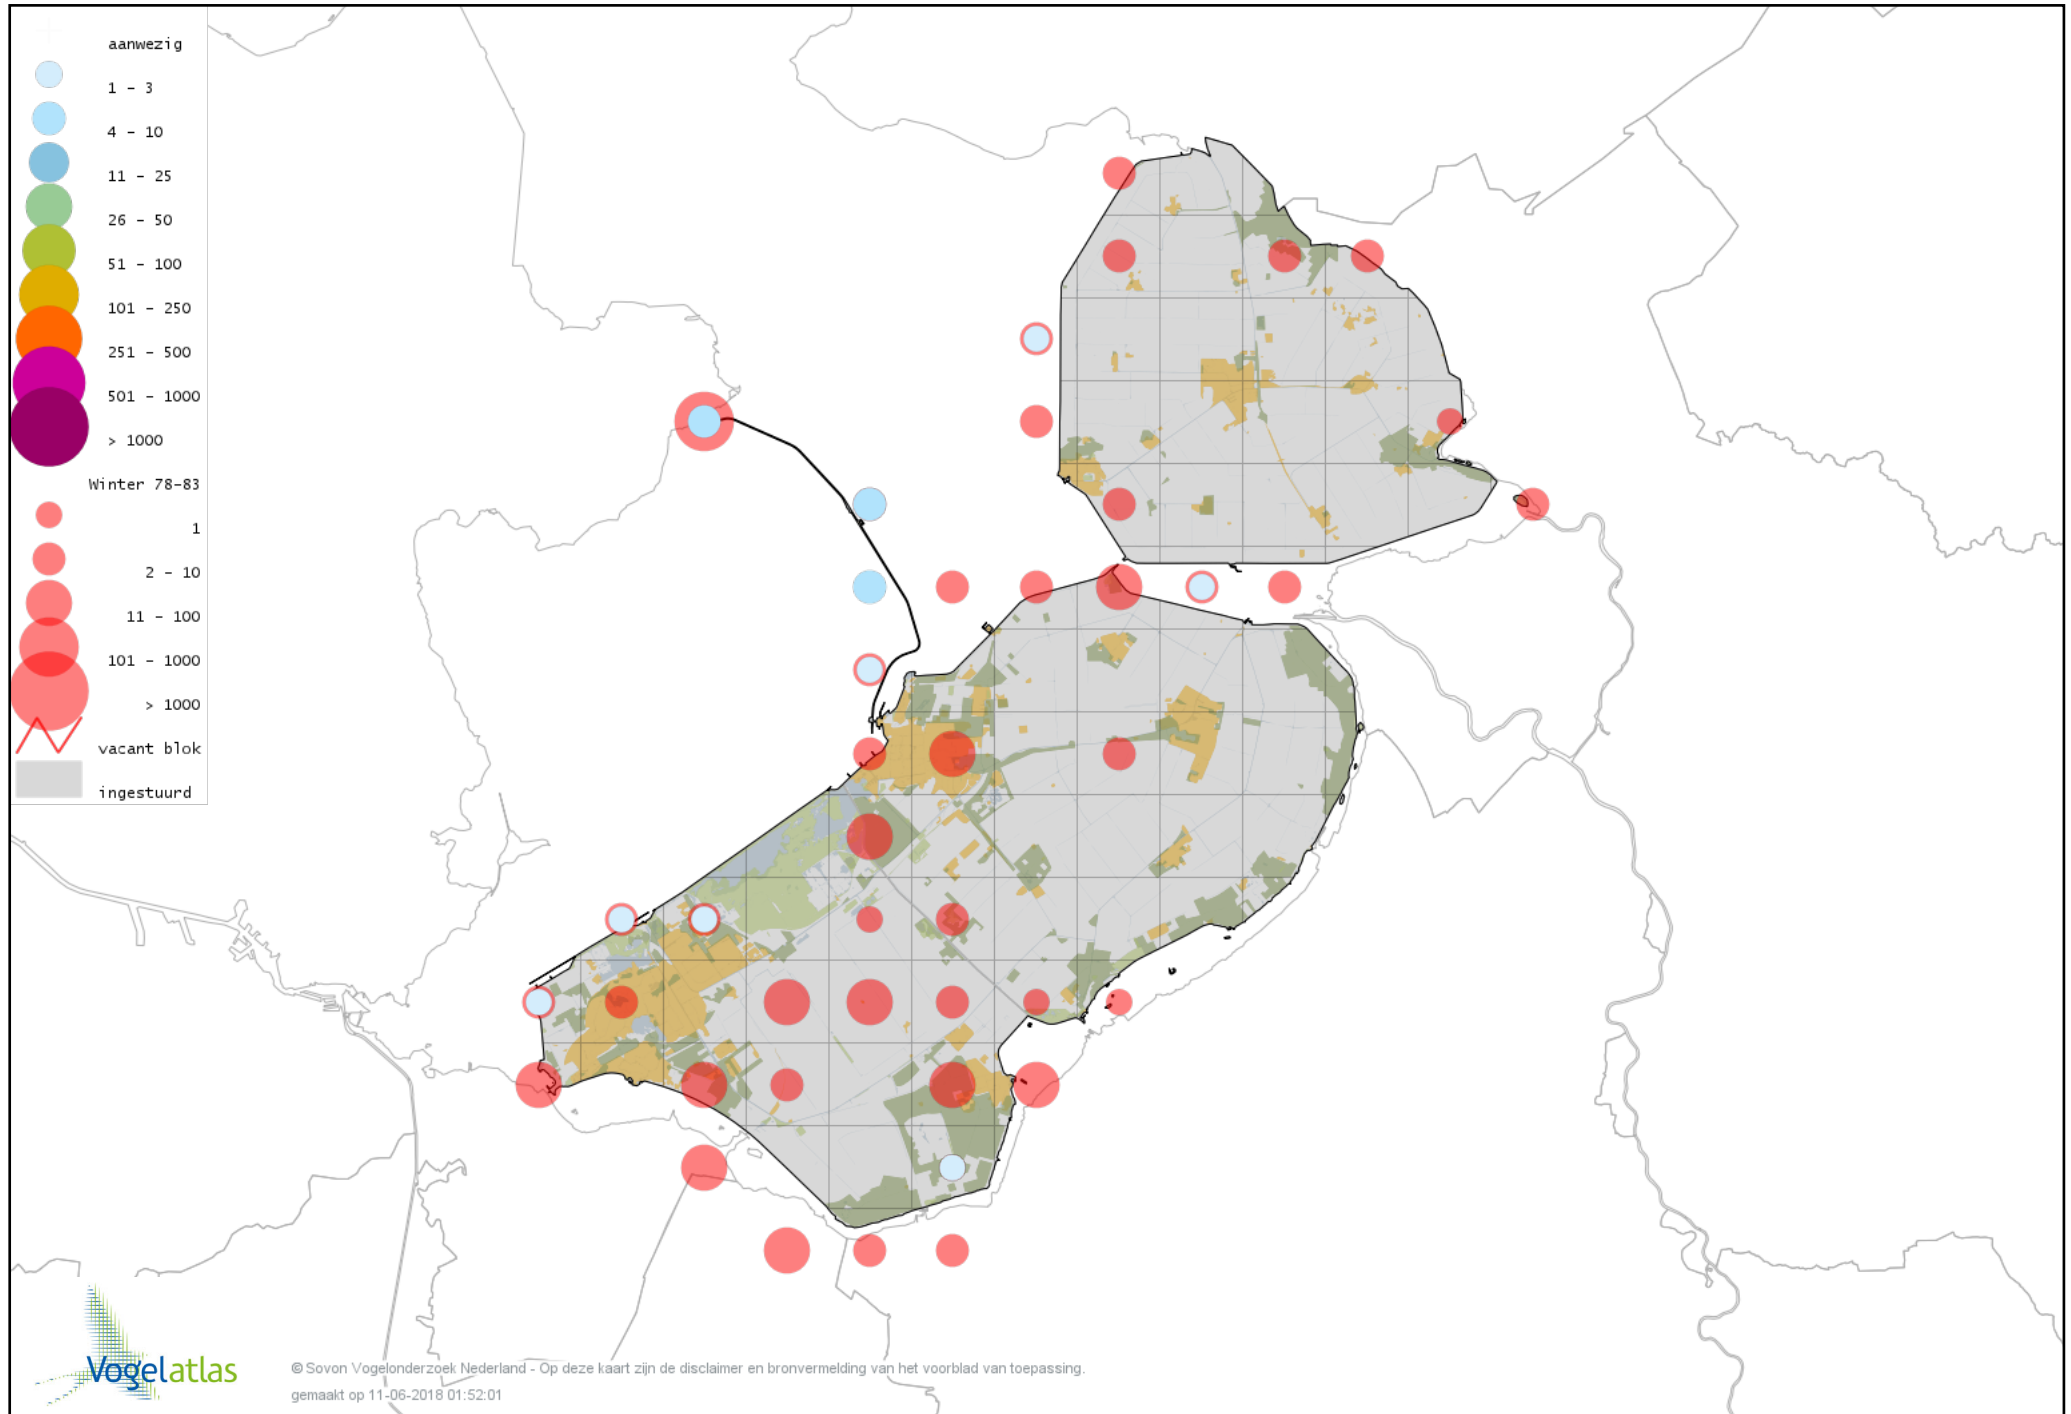 aanwezig
1 - 3
4 - 10
11 - 25
26 - 50
51 - 100
101 - 250
251 - 500
501 - 1000
> 1000
Winter 78-83
1
2 - 10
11 - 100
101 - 1000
> 1000
vacant blok
ingestuurd
Vogelatlas
© Sovon Vogelonderzoek Nederland - Op deze kaart zijn de disclaimer en bronvermelding van het voorblad van toepassing.
gemaakt op 11-06-2018 01:52:01